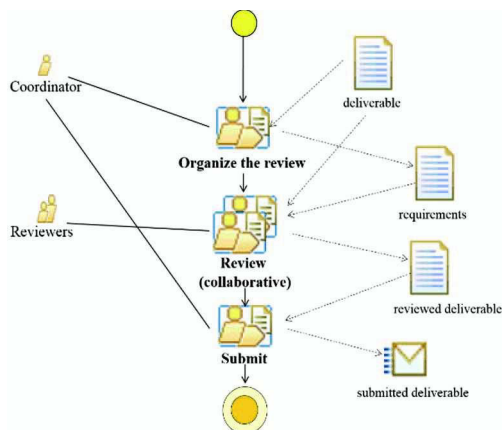 Coordinator
deliverable
Organize the review
requirements
Reviewers
Review
(collaborative)
reviewed deliverable
Submit
submitted deliverable